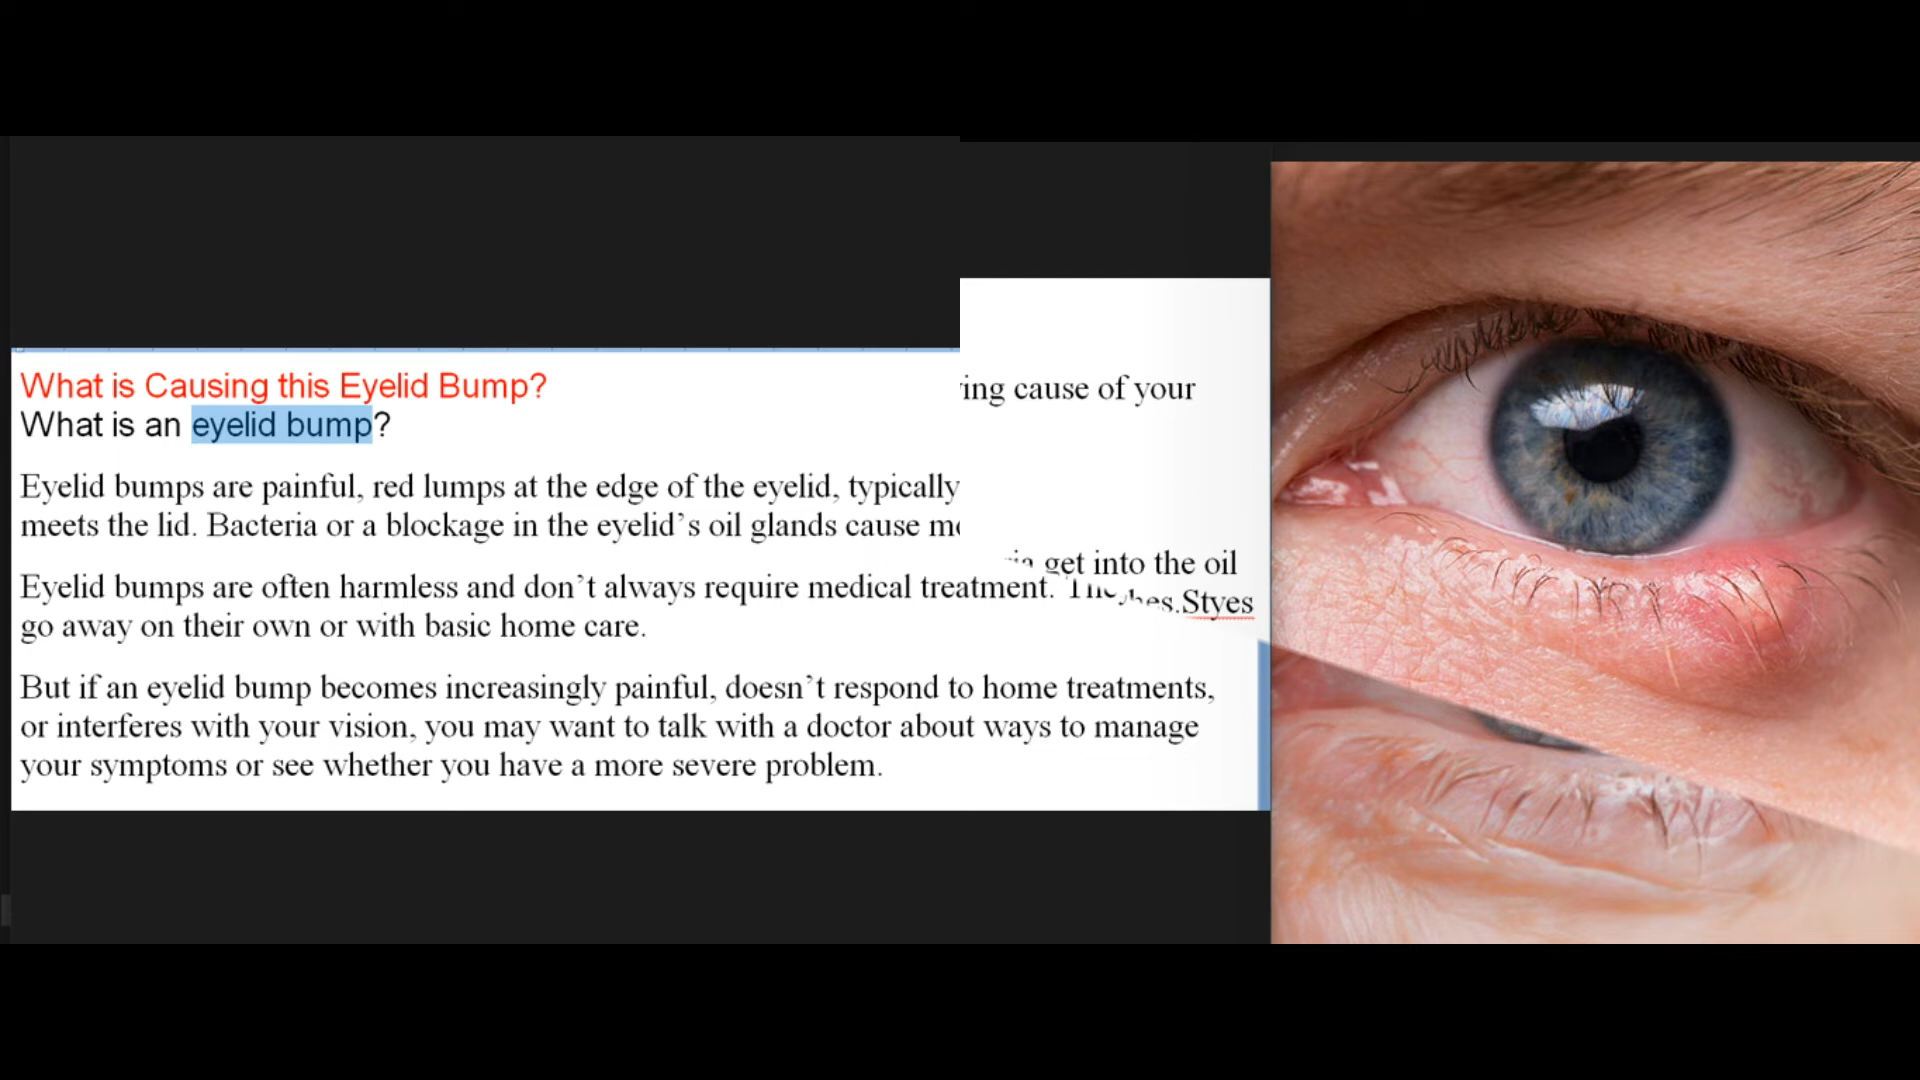 What is Causing this Eyelid Bump?
What is an eyelid bump?
ing cause of your
Eyelid bumps are painful, red lumps at the edge of the eyelid, typically
meets the lid. Bacteria or a blockage in the eyelid’s oil glands cause
get into the oil
Eyelid bumps are often harmless and don’t always require medical treatment.
Styes
go away on their own or with basic home care.
But if an eyelid bump becomes increasingly painful, doesn’t respond to home treatments,
or interferes with your vision, you may want to talk with a doctor about ways to manage
your symptoms or see whether you have a more severe problem.